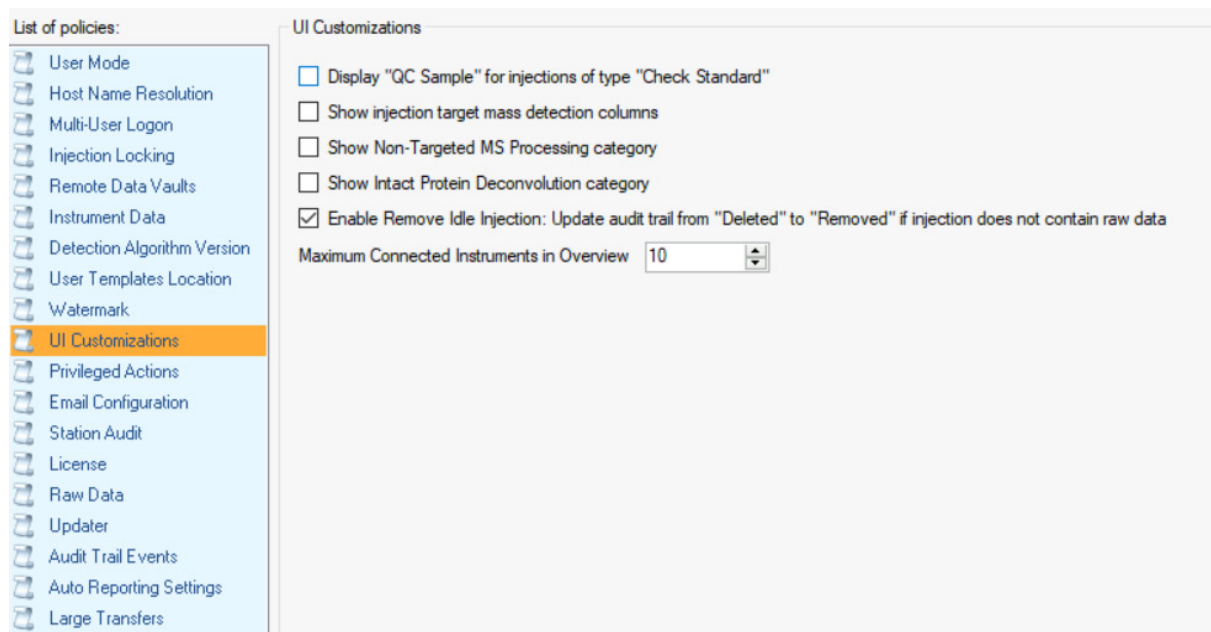 List of policies:
User Mode
Host Name Resolution
Multi-User Logon
Injection Locking
Remote Data Vaults
Instrument Data
Detection Algorithm Version
User Templates Location
Watermark
UI Customizations
Privileged Actions
Email Configuration
Station Audit
License
Raw Data
Updater
Audit Trail Events
Auto Reporting Settings
Large Transfers
UI Customizations
Display "QC Sample" for injections of type "Check Standard"
Show injection target mass detection columns
Show Non-Targeted MS Processing category
Show Intact Protein Deconvolution category
Enable Remove Idle Injection: Update audit trail from "Deleted" to "Removed" if injection does not contain raw data
Maximum Connected Instruments in Overview 10